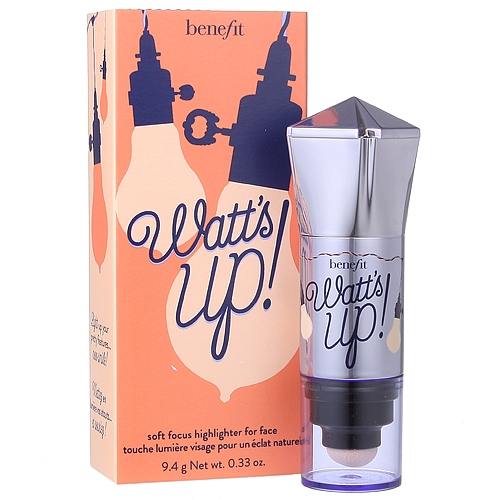 benefit
Watt's
up!
soft focus highlighter for face
touche lumière visage pour un éclat naturel
9.4 g Net wt. 0.33 oz.
benefit
Watt's
up!